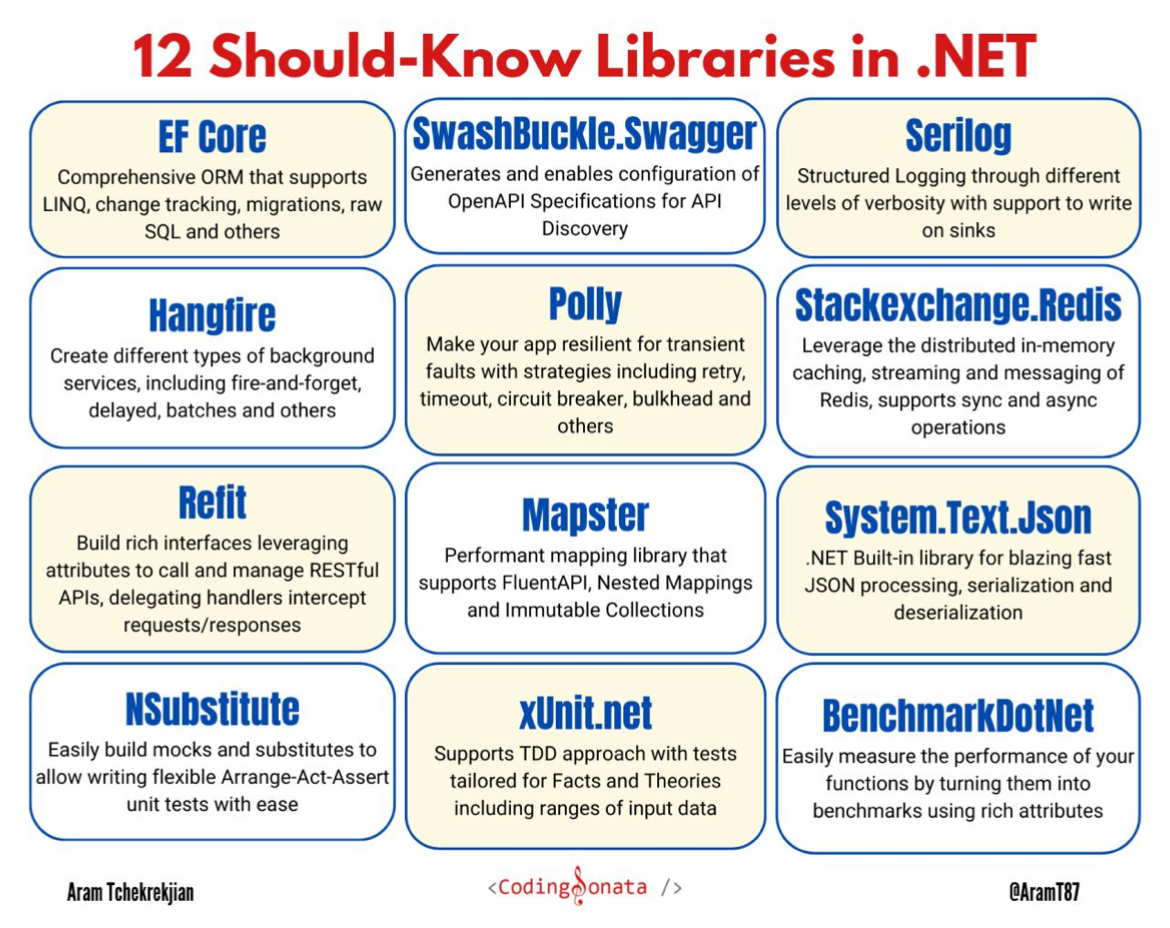 12 Should-Know Libraries in .NET
EF Core
Comprehensive ORM that supports
LINQ, change tracking, migrations, raw
SQL and others
SwashBuckle.Swagger
Generates and enables configuration of
OpenAPI Specifications for API
Discovery
Serilog
Structured Logging through different
levels of verbosity with support to write
on sinks
Hangfire
Create different types of background
services, including fire-and-forget,
delayed, batches and others
Polly
Make your app resilient for transient
faults with strategies including retry,
timeout, circuit breaker, bulkhead and
others
Stackexchange.Redis
Leverage the distributed in-memory
caching, streaming and messaging of
Redis, supports sync and async
operations
Refit
Build rich interfaces leveraging
attributes to call and manage RESTful
APIs, delegating handlers intercept
requests/responses
Mapster
Performant mapping library that
supports FluentAPI, Nested Mappings
and Immutable Collections
System.Text.Json
.NET Built-in library for blazing fast
JSON processing, serialization and
deserialization
NSubstitute
Easily build mocks and substitutes to
allow writing flexible Arrange-Act-Assert
unit tests with ease
xUnit.net
Supports TDD approach with tests
tailored for Facts and Theories
including ranges of input data
BenchmarkDotNet
Easily measure the performance of your
functions by turning them into
benchmarks using rich attributes
Aram Tchekrekjian
<CodingSonata />
@AramT87